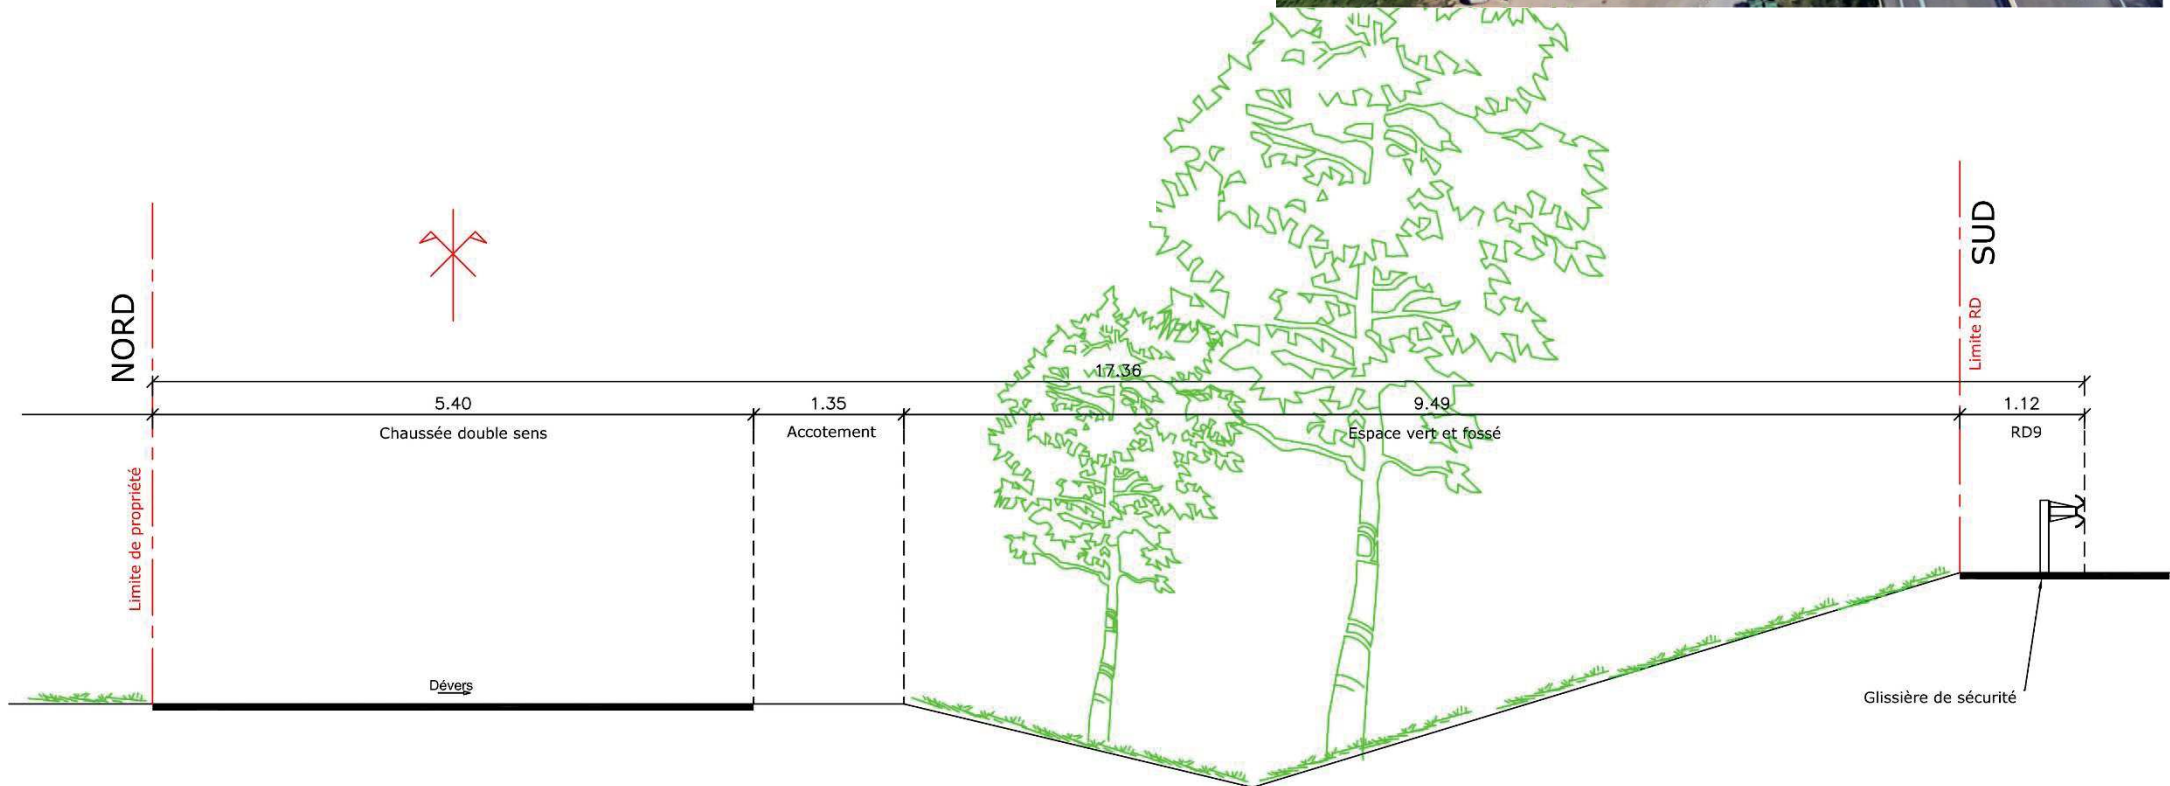 NORD
SUD
Limite RD
17.36
5.40
1.35
9.49
1.12
Chaussée double sens
Accotement
Espace vert et fossé
RD9
Limite de propriété
Dévers
Glissière de sécurité